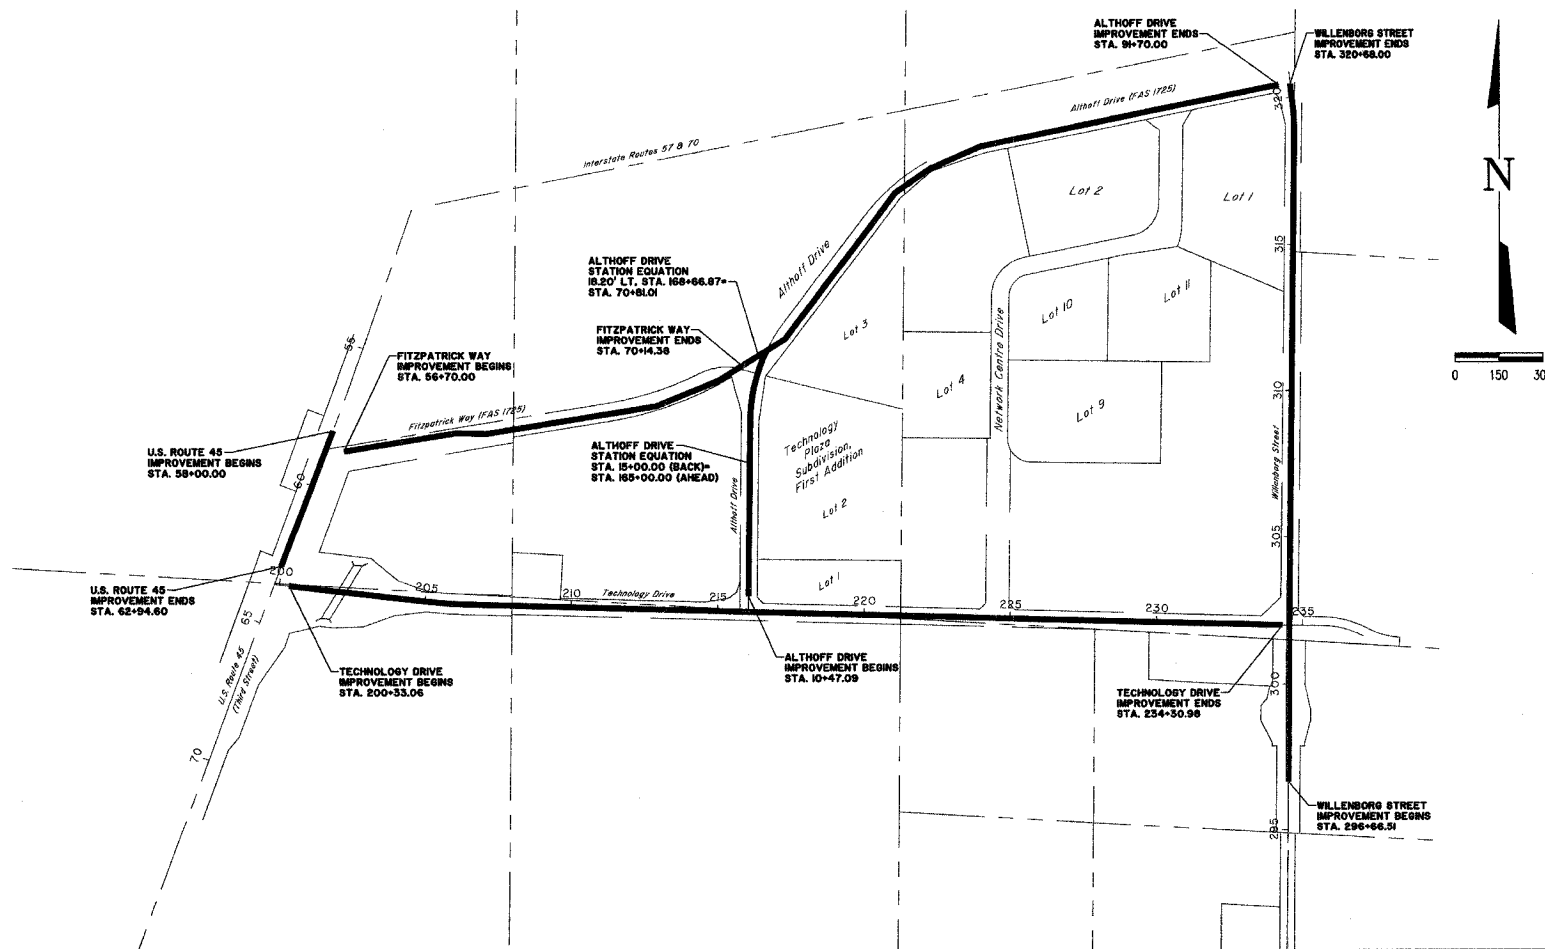 ALTHOFF DRIVE
IMPROVEMENT ENDS
STA. 91+70.00
WILLENBORG STREET
IMPROVEMENT ENDS
STA. 320+68.00
320
Althoff Drive (FAS 1725)
Interstate Routes 57 & 70
N
Lot 2
Lot 1
315
Althoff Drive
ALTHOFF DRIVE
STATION EQUATION
18.20' LT. STA. 168+66.87=
STA. 70+81.01
Lot 11
Lot 10
Lot 3
Network Centre Drive
FITZPATRICK WAY
IMPROVEMENT ENDS
STA. 70+14.38
55
FITZPATRICK WAY
IMPROVEMENT BEGINS
STA. 56+70.00
0 150 30
Lot 4
310
Lot 9
Fitzpatrick Way (FAS 1725)
U.S. ROUTE 45
IMPROVEMENT BEGINS
STA. 58+00.00
ALTHOFF DRIVE
STATION EQUATION
STA. 15+00.00 (BACK)=
STA. 165+00.00 (AHEAD)
Technology
Plaza
Subdivision,
First Addition
Lot 2
Willenborg Street
60
Althoff Drive
305
200
205
210
Technology Drive
215
Lot 1
220
225
230
235
U.S. ROUTE 45
IMPROVEMENT ENDS
STA. 62+94.60
65
U.S. Route 45
(Third Street)
TECHNOLOGY DRIVE
IMPROVEMENT BEGINS
STA. 200+33.06
ALTHOFF DRIVE
IMPROVEMENT BEGINS
STA. 10+47.09
TECHNOLOGY DRIVE
IMPROVEMENT ENDS
STA. 234+30.98
300
70
WILLENBORG STREET
IMPROVEMENT BEGINS
STA. 296+66.51
295